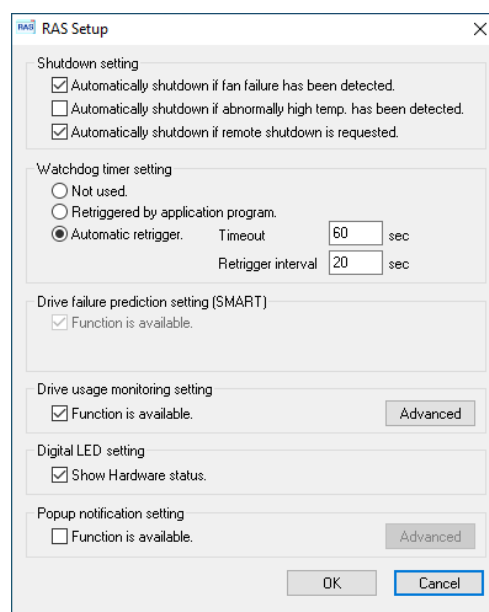 RAS RAS Setup
Shutdown setting
Automatically shutdown if fan failure has been detected.
Automatically shutdown if abnormally high temp. has been detected.
Automatically shutdown if remote shutdown is requested.
Watchdog timer setting
Not used.
Retriggered by application program.
Automatic retrigger. Timeout 60 sec
Retrigger interval 20 sec
Drive failure prediction setting (SMART)
Function is available.
Drive usage monitoring setting
Function is available. Advanced
Digital LED setting
Show Hardware status.
Popup notification setting
Function is available. Advanced
OK Cancel